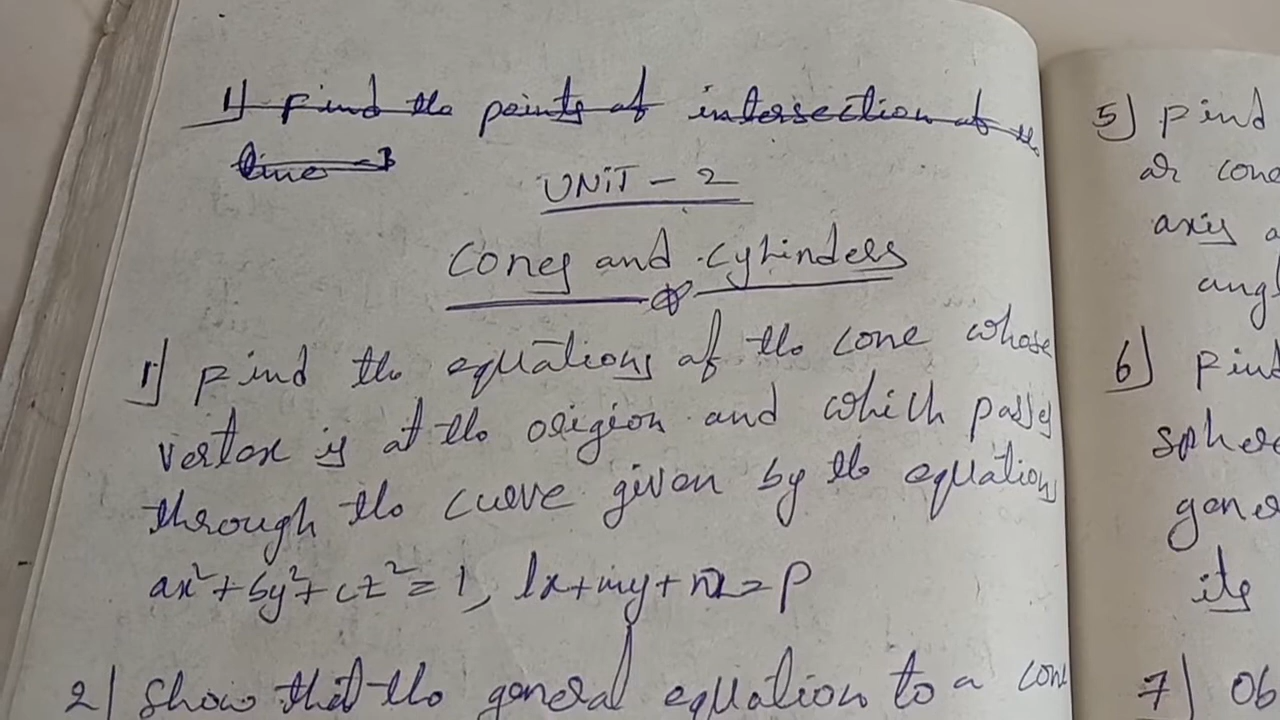 1) Find the points of intersection of the
line
UNIT - 2
Cones and Cylinders
1) Find the equations of the cone whose
vertex is at the origion and which passes
through the curve given by the equations
ax²+by²+cz²=1, lx+my+nz=p
2) Show that the general equation to a cone
5) Find
or cone
axis a
angl
6) Find
sphere
gener
its
7) Ob